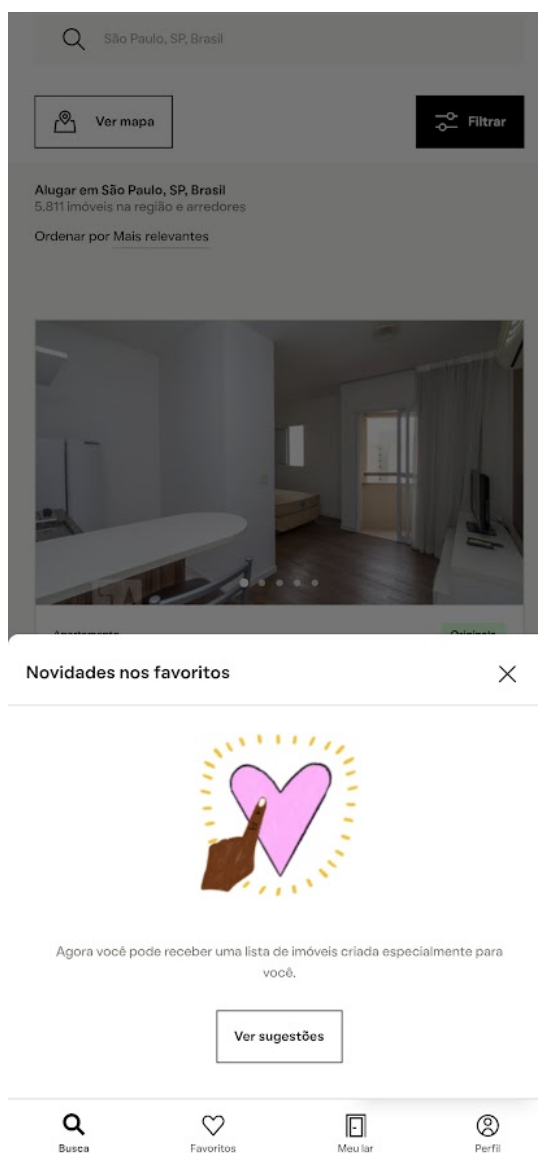 São Paulo, SP, Brasil
Ver mapa
Filtrar
Alugar em São Paulo, SP, Brasil
5.811 imóveis na região e arredores
Ordenar por Mais relevantes
Apartamento
Originals
Novidades nos favoritos
Agora você pode receber uma lista de imóveis criada especialmente para
você.
Ver sugestões
Busca
Favoritos
Meu lar
Perfil